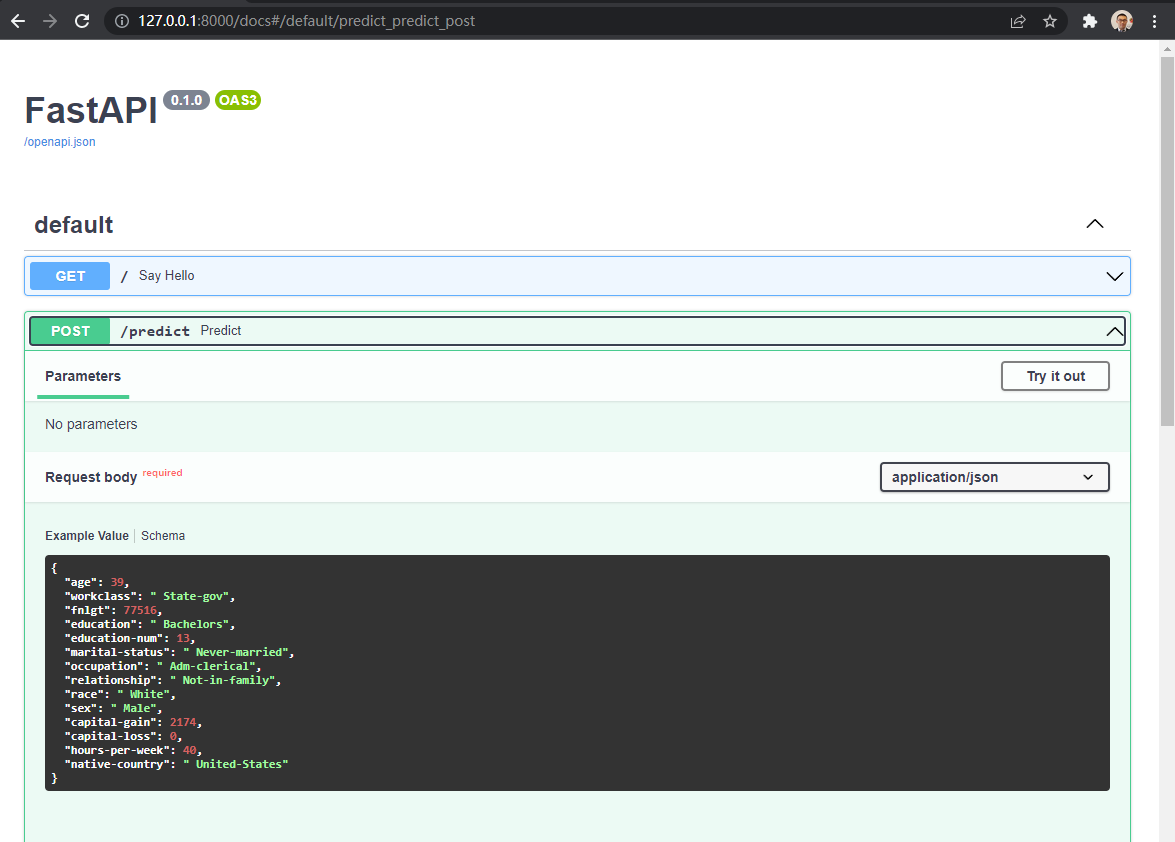 127.0.0.1:8000/docs#/default/predict_predict_post
FastAPI 0.1.0 OAS3
/openapi.json
default
GET / Say Hello
POST /predict Predict
Parameters Try it out
No parameters
Request body required application/json
Example Value Schema
{
  "age": 39,
  "workclass": " State-gov",
  "fnlgt": 77516,
  "education": " Bachelors",
  "education-num": 13,
  "marital-status": " Never-married",
  "occupation": " Adm-clerical",
  "relationship": " Not-in-family",
  "race": " White",
  "sex": " Male",
  "capital-gain": 2174,
  "capital-loss": 0,
  "hours-per-week": 40,
  "native-country": " United-States"
}